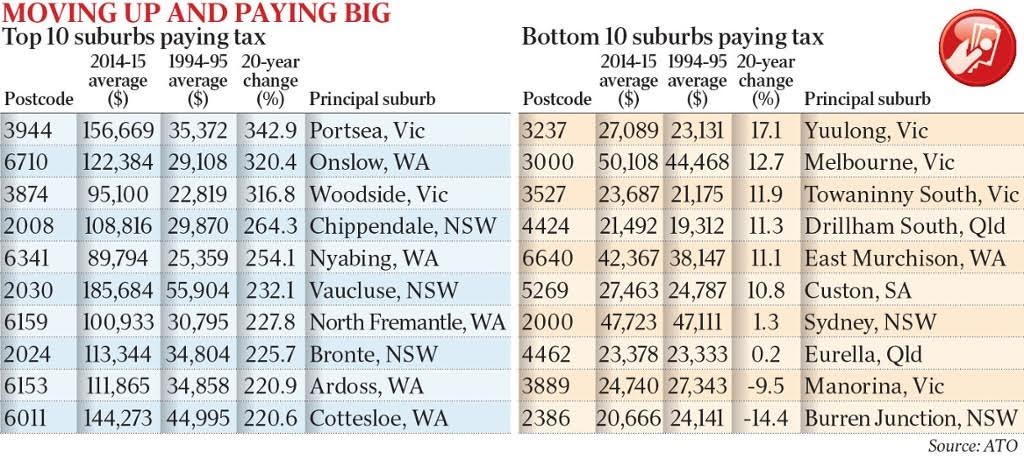 MOVING UP AND PAYING BIG
Top 10 suburbs paying tax
Postcode 2014-15 average ($) 1994-95 average ($) 20-year change (%) Principal suburb
3944 156,669 35,372 342.9 Portsea, Vic
6710 122,384 29,108 320.4 Onslow, WA
3874 95,100 22,819 316.8 Woodside, Vic
2008 108,816 29,870 264.3 Chippendale, NSW
6341 89,794 25,359 254.1 Nyabing, WA
2030 185,684 55,904 232.1 Vaucluse, NSW
6159 100,933 30,795 227.8 North Fremantle, WA
2024 113,344 34,804 225.7 Bronte, NSW
6153 111,865 34,858 220.9 Ardoss, WA
6011 144,273 44,995 220.6 Cottesloe, WA
Bottom 10 suburbs paying tax
Postcode 2014-15 average ($) 1994-95 average ($) 20-year change (%) Principal suburb
3237 27,089 23,131 17.1 Yuulong, Vic
3000 50,108 44,468 12.7 Melbourne, Vic
3527 23,687 21,175 11.9 Towaninny South, Vic
4424 21,492 19,312 11.3 Drillham South, Qld
6640 42,367 38,147 11.1 East Murchison, WA
5269 27,463 24,787 10.8 Custon, SA
2000 47,723 47,111 1.3 Sydney, NSW
4462 23,378 23,333 0.2 Eurella, Qld
3889 24,740 27,343 -9.5 Manorina, Vic
2386 20,666 24,141 -14.4 Burren Junction, NSW
Source: ATO